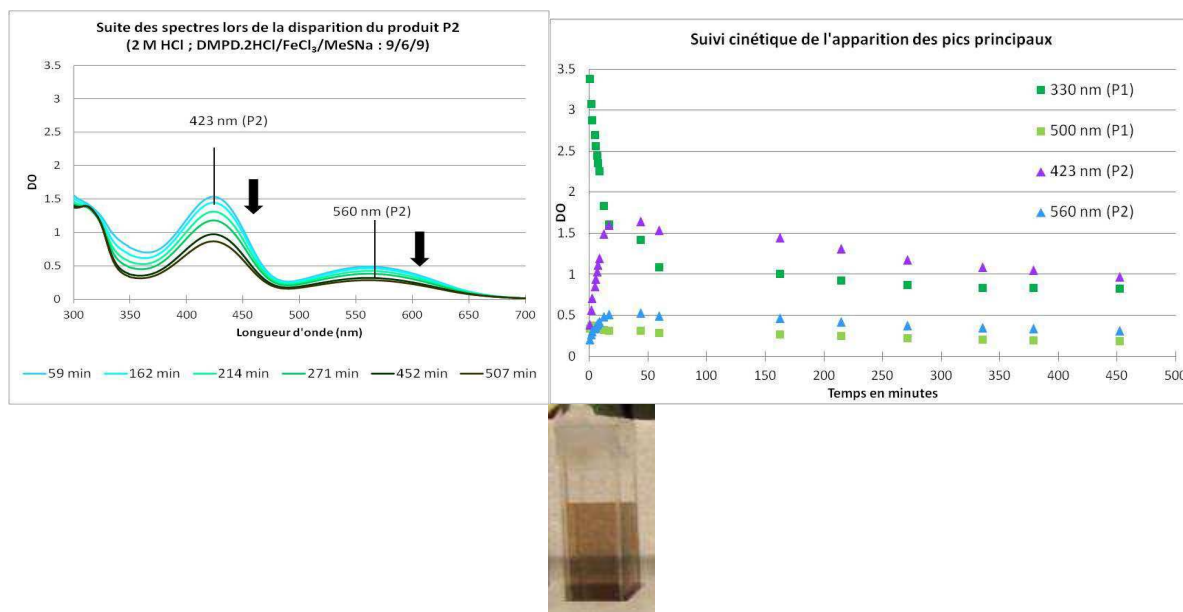 Suite des spectres lors de la disparition du produit P2
(2 M HCl ; DMPD.2HCl/FeCl₃/MeSNa : 9/6/9)
3.5
3
2.5
2
1.5
1
0.5
0
DO
423 nm (P2)
560 nm (P2)
300 350 400 450 500 550 600 650 700
Longueur d'onde (nm)
59 min 162 min 214 min 271 min 452 min 507 min
Suivi cinétique de l'apparition des pics principaux
3.5
3
2.5
2
1.5
1
0.5
0
DO
330 nm (P1)
500 nm (P1)
423 nm (P2)
560 nm (P2)
0 50 100 150 200 250 300 350 400 450 500
Temps en minutes